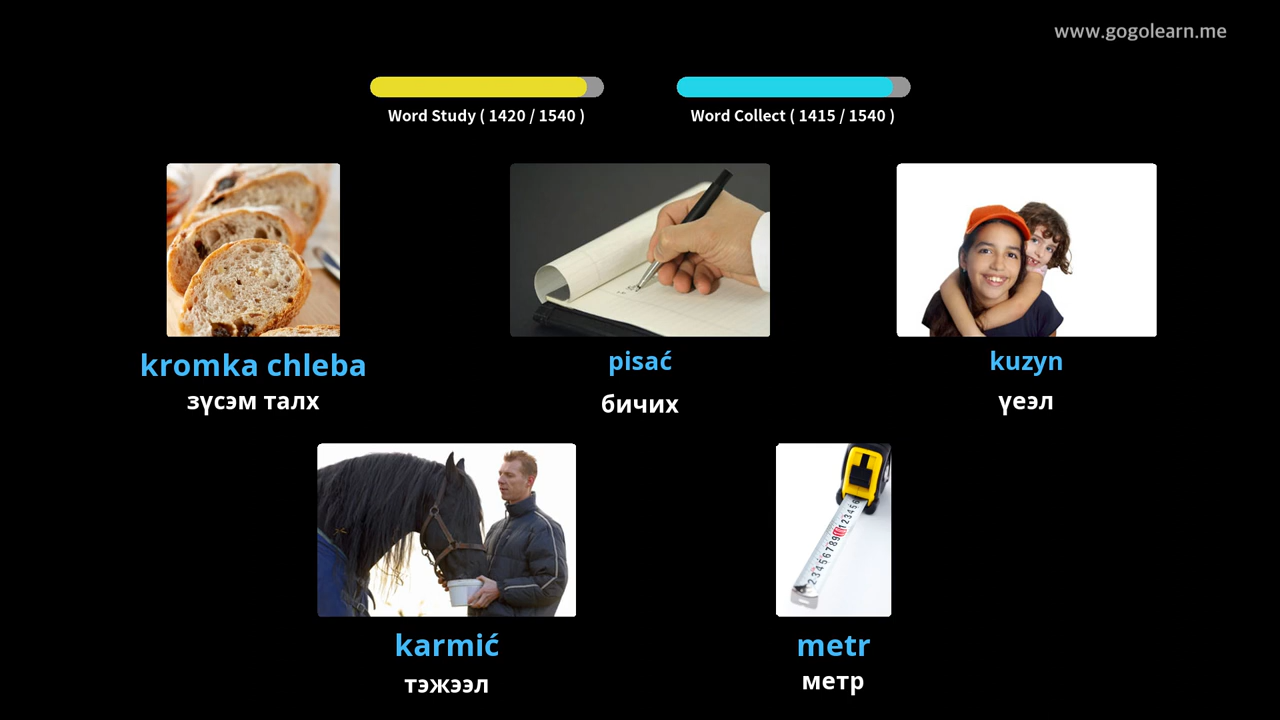 www.gogolearn.me
Word Study ( 1420 / 1540 )
Word Collect ( 1415 / 1540 )
kromka chleba
зүсэм талх
pisać
бичих
kuzyn
үеэл
karmić
тэжээл
metr
метр